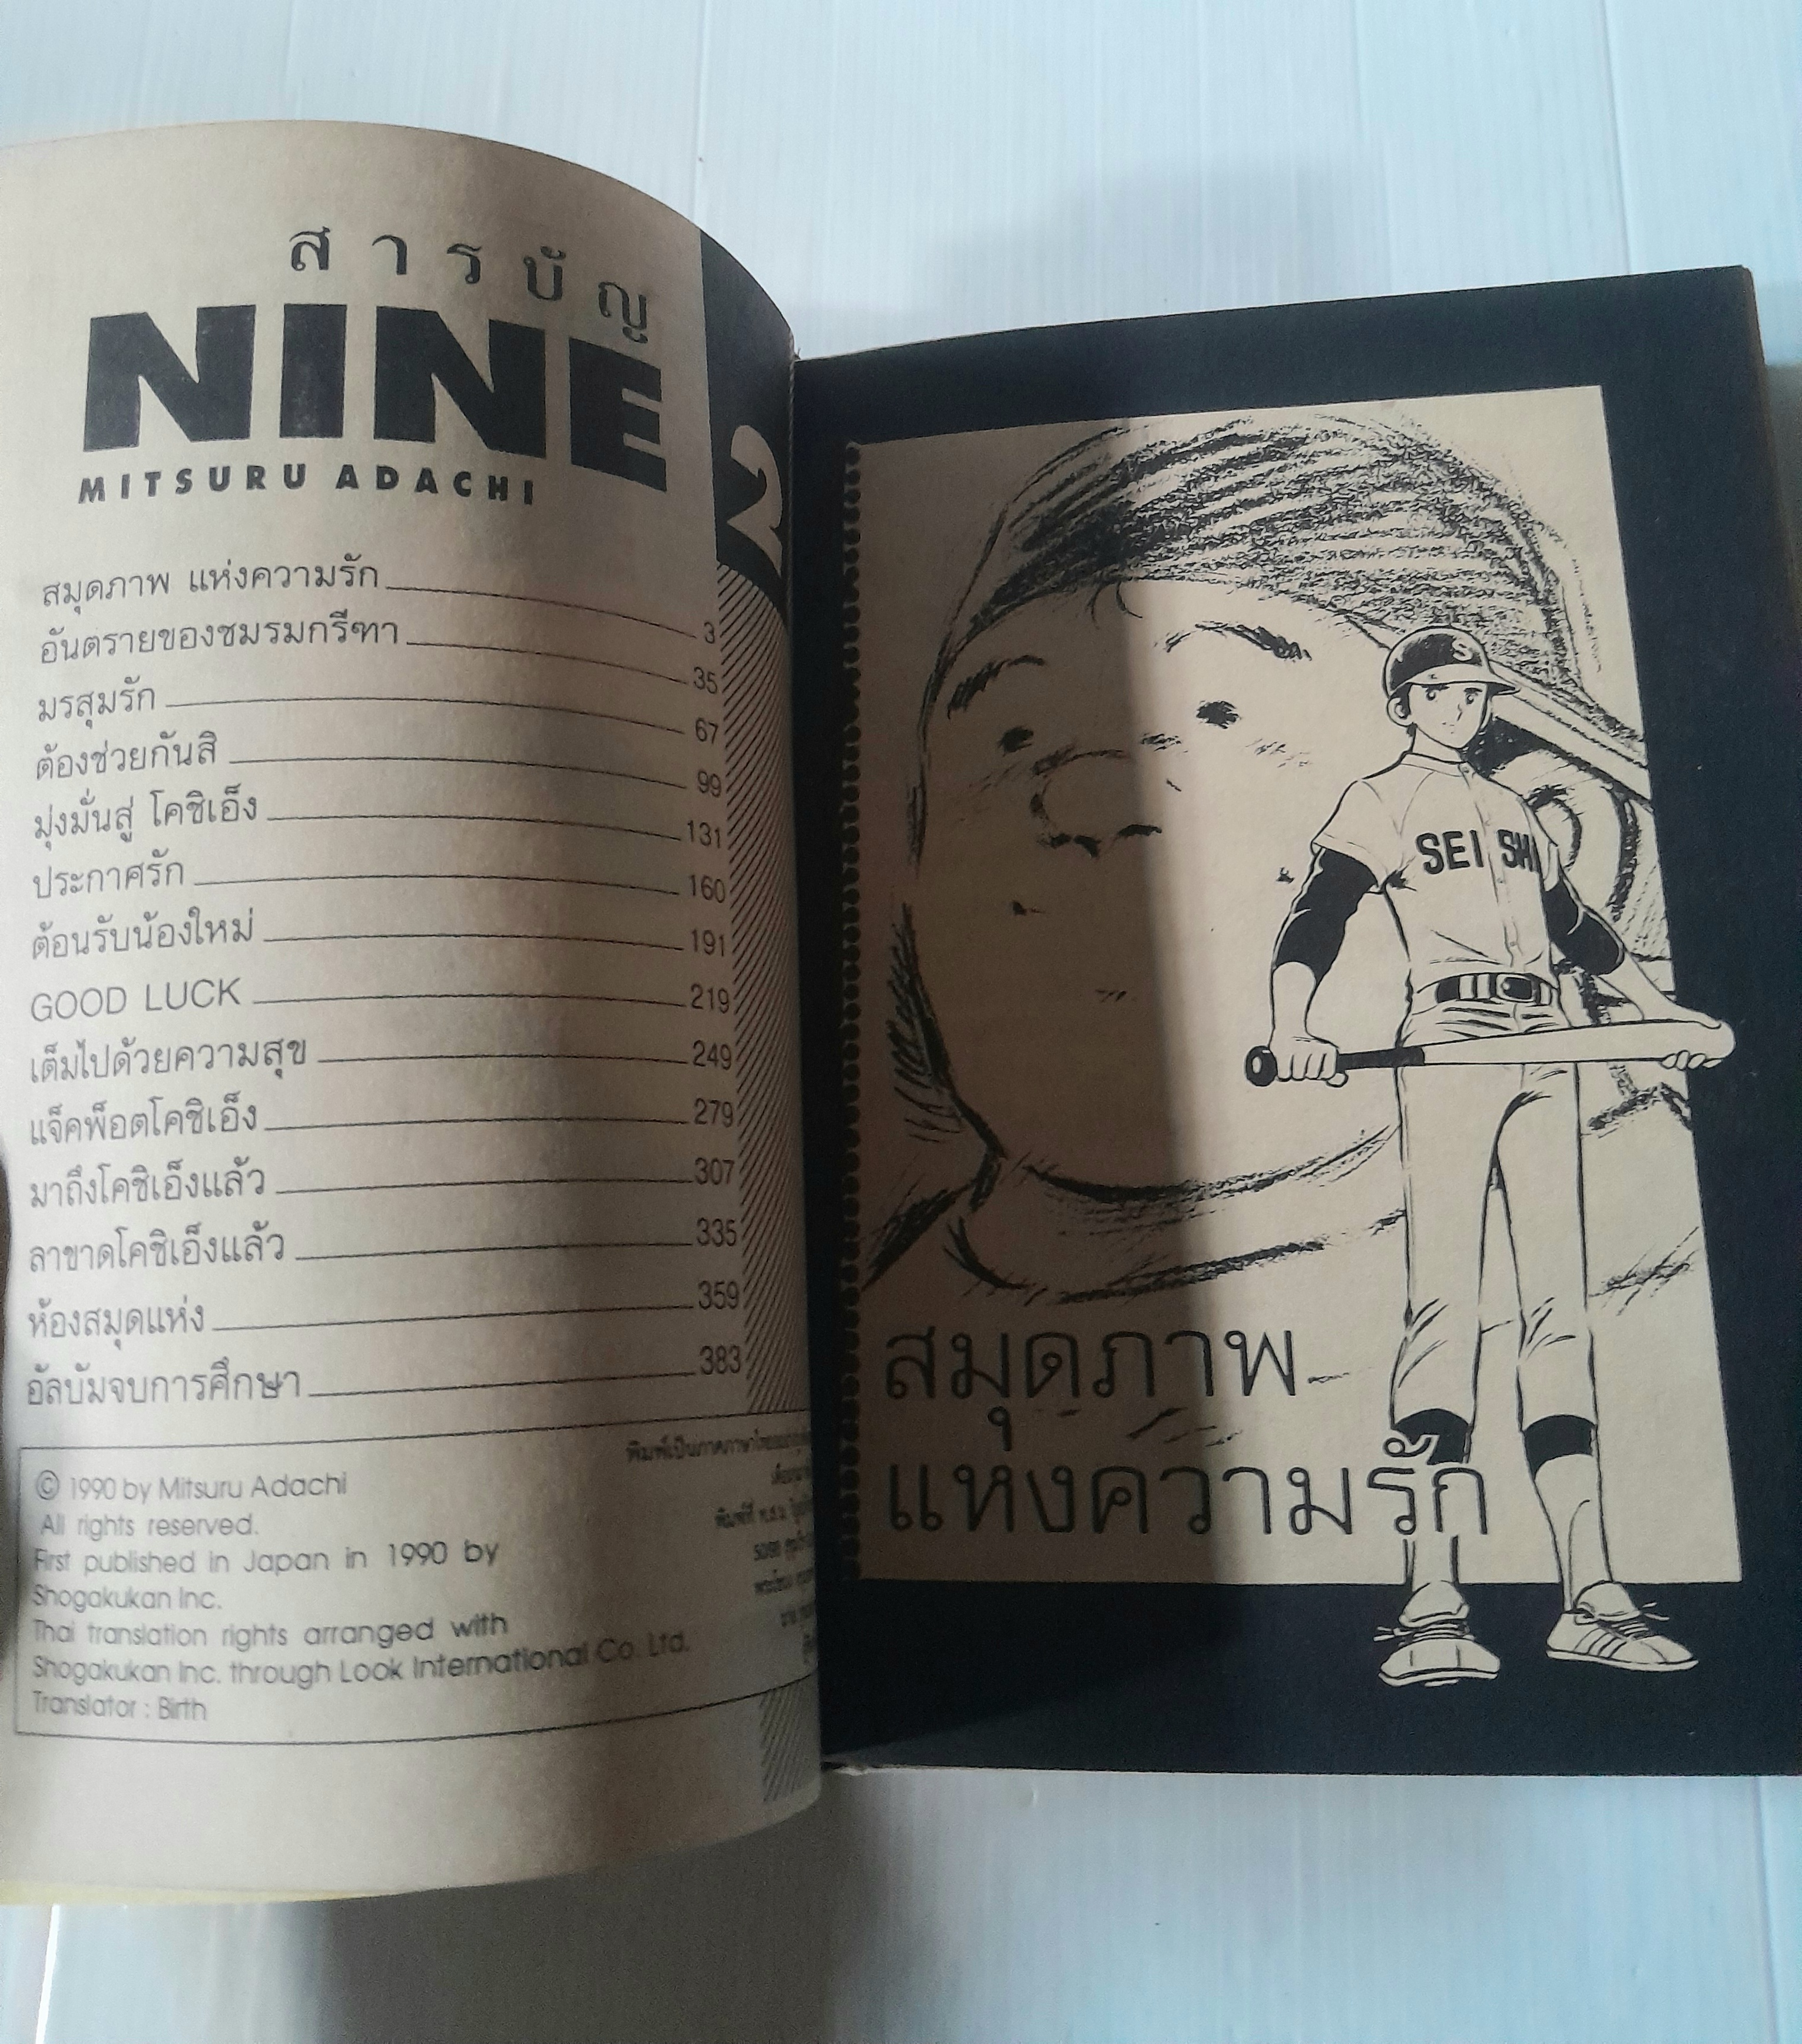 สารบัญ
NINE
MITSURU ADACHI
2
สมุดภาพ แห่งความรัก 3
อันตรายของชมรมกรีฑา 35
มรสุมรัก 67
ต้องช่วยกันสิ 99
มุ่งมั่นสู่ โคชิเอ็ง 131
ประกาศรัก 160
ต้อนรับน้องใหม่ 191
GOOD LUCK 219
เต็มไปด้วยความสุข 249
แจ็คพ็อตโคชิเอ็ง 279
มาถึงโคชิเอ็งแล้ว 307
ลาขาดโคชิเอ็งแล้ว 335
ห้องสมุดแห่ง 359
อัลบัมจบการศึกษา 383
© 1990 by Mitsuru Adachi
All rights reserved.
First published in Japan in 1990 by
Shogakukan Inc.
Thai translation rights arranged with
Shogakukan Inc. through Look International Co. Ltd.
Translator : Birth
S
SEI SH
สมุดภาพ
แห่งความรัก